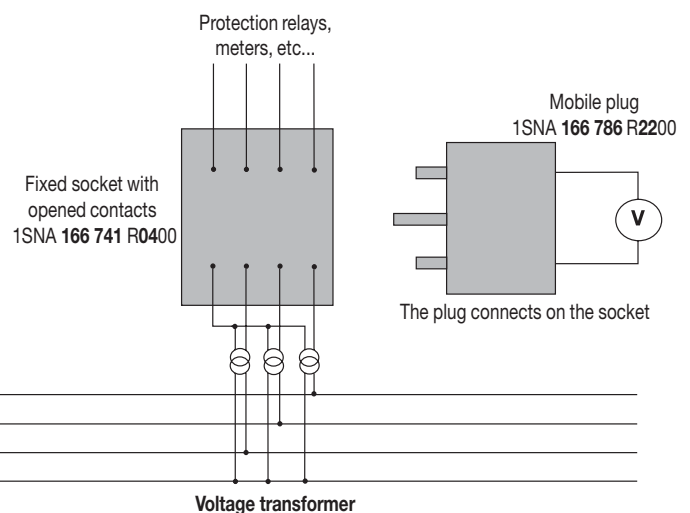 Protection relays,
meters, etc...
Mobile plug
1SNA 166 786 R2200
Fixed socket with
opened contacts
1SNA 166 741 R0400
V
The plug connects on the socket
Voltage transformer